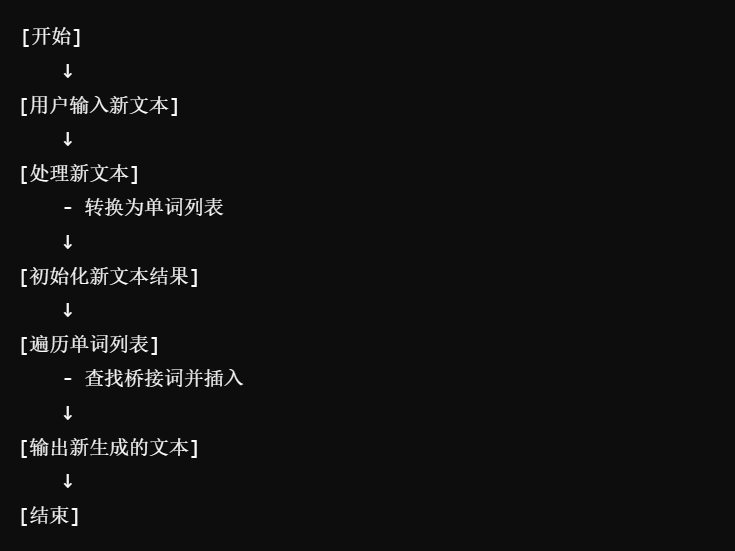 [开始]
↓
[用户输入新文本]
↓
[处理新文本]
- 转换为单词列表
↓
[初始化新文本结果]
↓
[遍历单词列表]
- 查找桥接词并插入
↓
[输出新生成的文本]
↓
[结束]